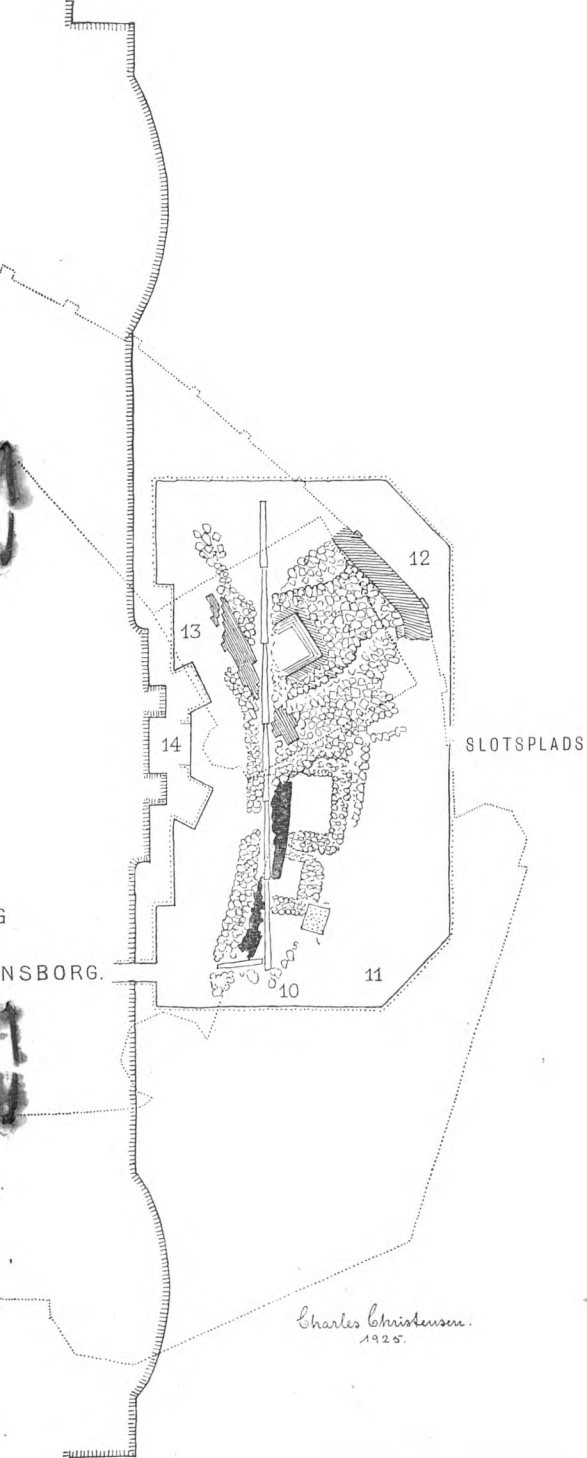 12
13
14
SLOTSPLADS
G
NSBORG.
11
10
Charles Christensen.
1925.